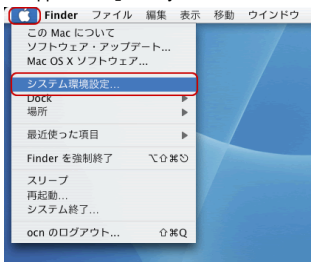 Finder ファイル 編集 表示 移動 ウインドウ
この Mac について
ソフトウェア・アップデート...
Mac OS X ソフトウェア...
システム環境設定...
Dock
場所
最近使った項目
Finder を強制終了 ⌥⇧⌘⎋
スリープ
再起動...
システム終了...
ocn のログアウト... ⇧⌘Q